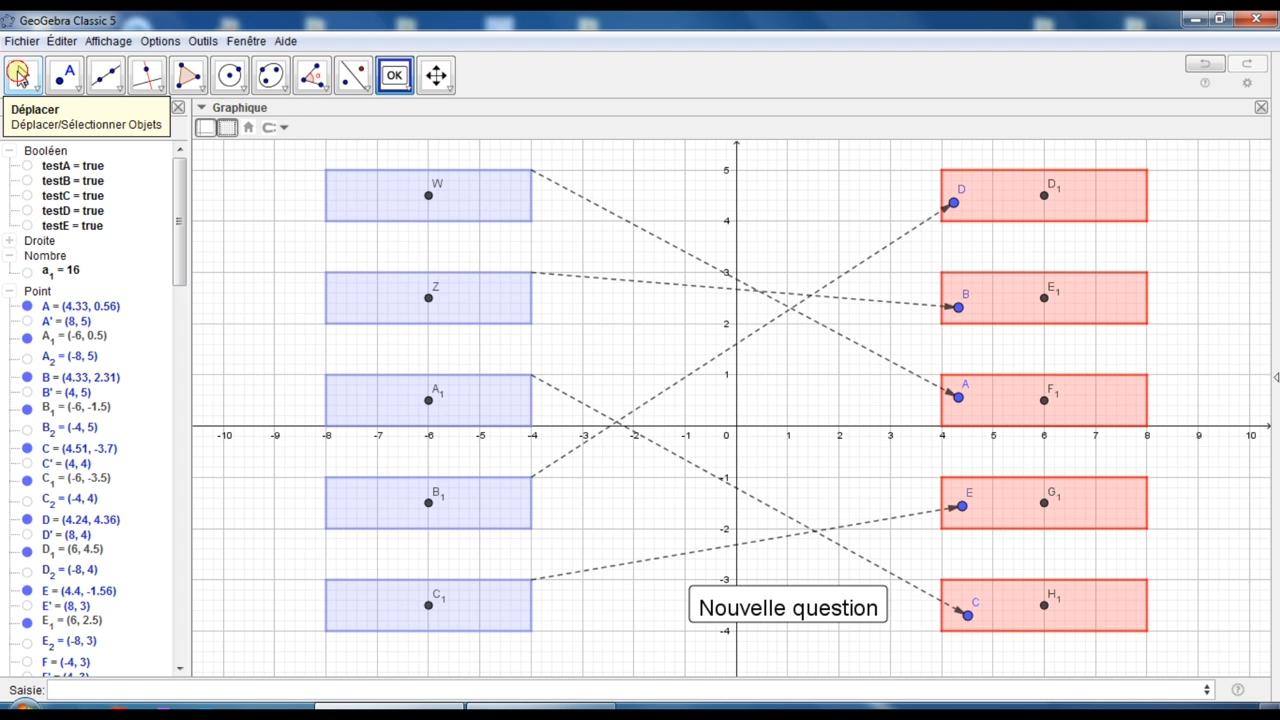 GeoGebra Classic 5
Fichier Éditer Affichage Options Outils Fenêtre Aide
A
α
OK
Déplacer
Déplacer/Sélectionner Objets
Graphique
Booléen
testA = true
testB = true
testC = true
testD = true
testE = true
Droite
Nombre
a₁ = 16
Point
A = (4.33, 0.56)
A' = (8, 5)
A₁ = (-6, 0.5)
A₂ = (-8, 5)
B = (4.33, 2.31)
B' = (4, 5)
B₁ = (-6, -1.5)
B₂ = (-4, 5)
C = (4.51, -3.7)
C' = (4, 4)
C₁ = (-6, -3.5)
C₂ = (-4, 4)
D = (4.24, 4.36)
D' = (8, 4)
D₁ = (6, 4.5)
D₂ = (-8, 4)
E = (4.4, -1.56)
E' = (8, 3)
E₁ = (6, 2.5)
E₂ = (-8, 3)
F = (-4, 3)
W 5 D D₁
4
Z 3 B E₁
2
A₁ 1 A F₁
-10 -9 -8 -7 -6 -5 -4 -3 -2 -1 0 1 2 3 4 5 6 7 8 9 10
B₁ -1 E G₁
-2
C₁ -3 C H₁
Nouvelle question
-4
Saisie: